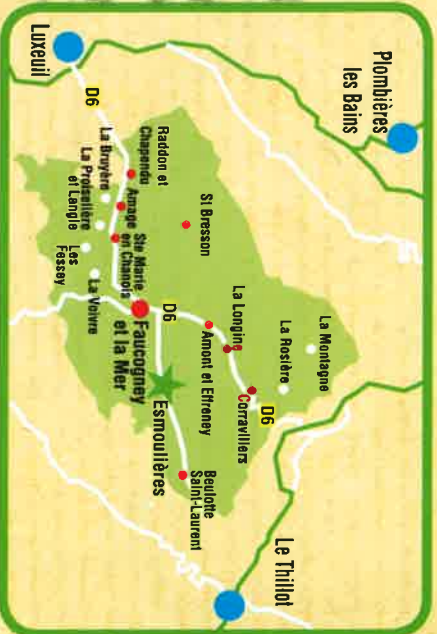 Plombières
les Bains
Luxeuil
D6
Raddon et
Chapendu
La Bruyère
La Proiselière
et Langle
Amage
Ste Marie
en Chanois
Les
Fessey
La Voivre
St Bresson
La Montagne
La Rosière
La Longine
Corravillers
D6
Amont et Effreney
D6
Faucogney
et la Mer
Esmoulières
Beulotte
Saint-Laurent
Le Thillot